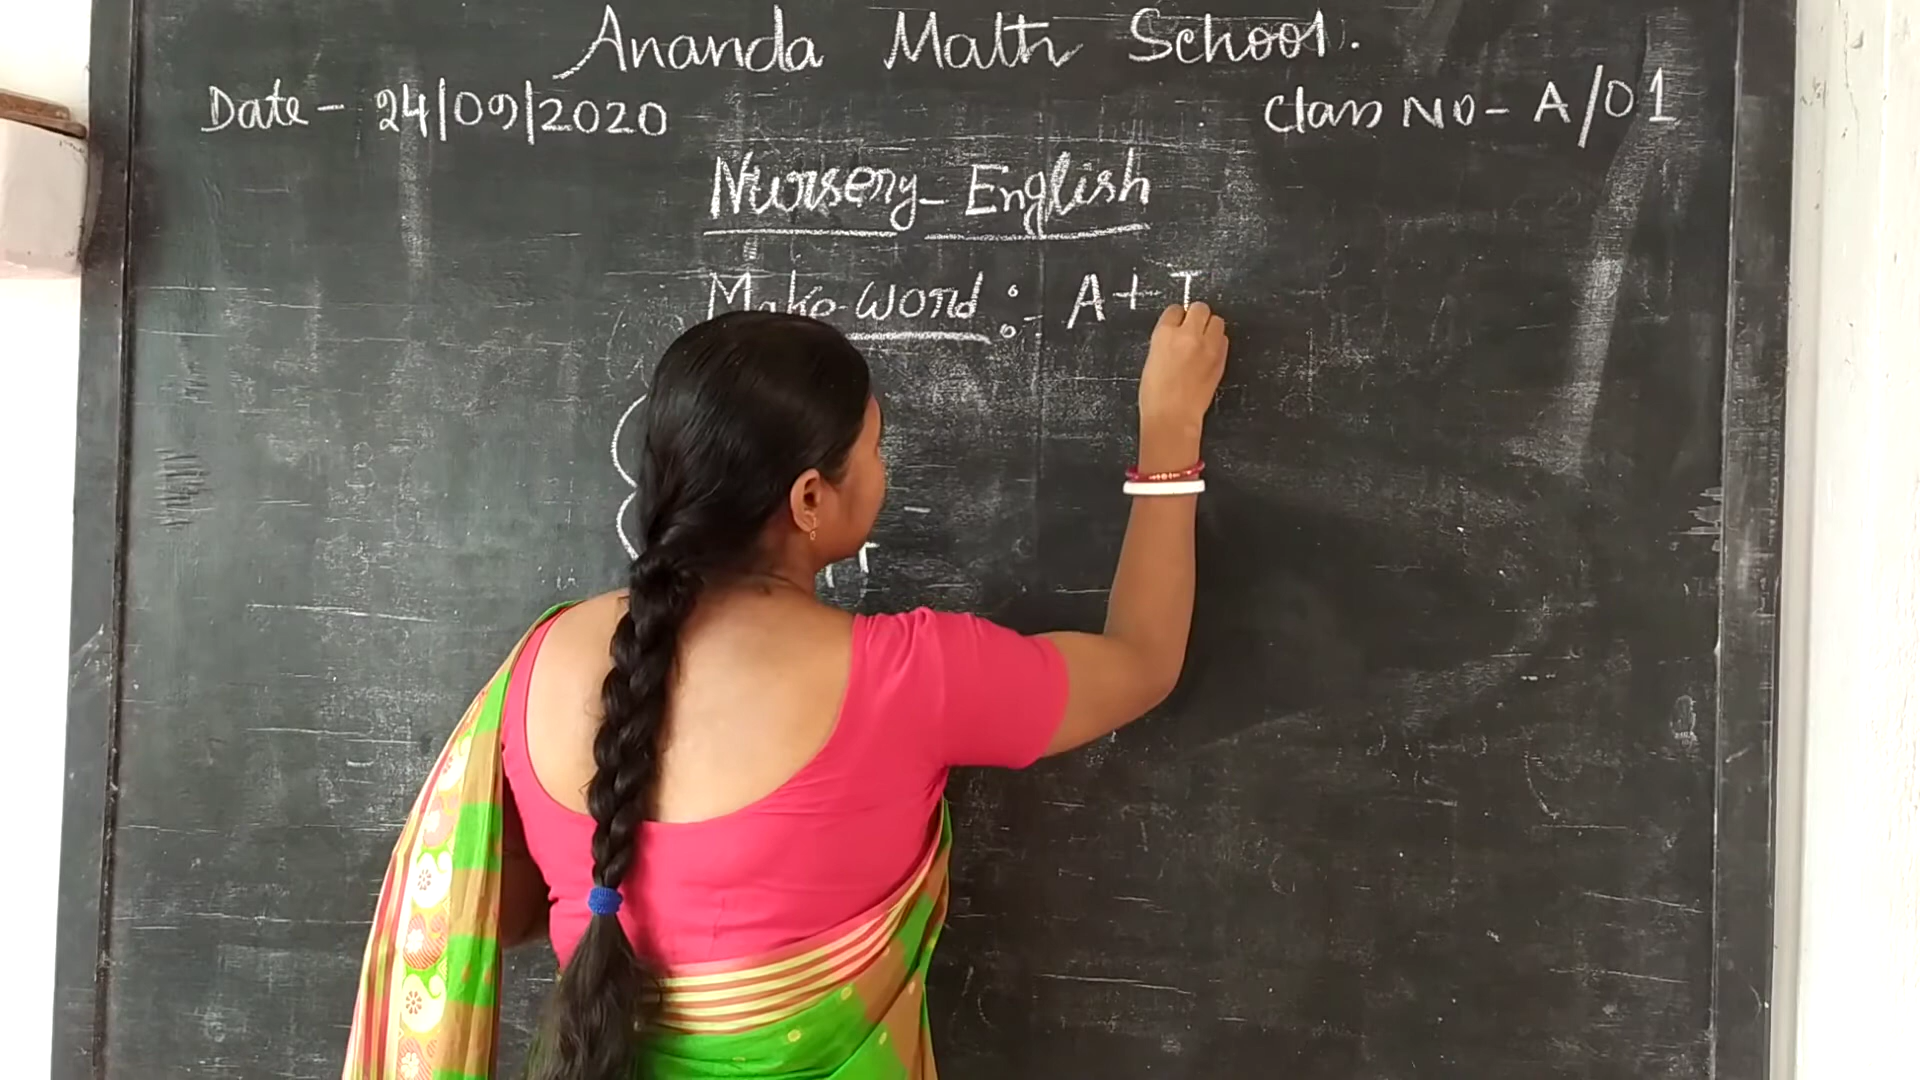 Ananda Math School.
Date - 24/09/2020
Class No - A/01
Nursery - English
Make word :- A + T